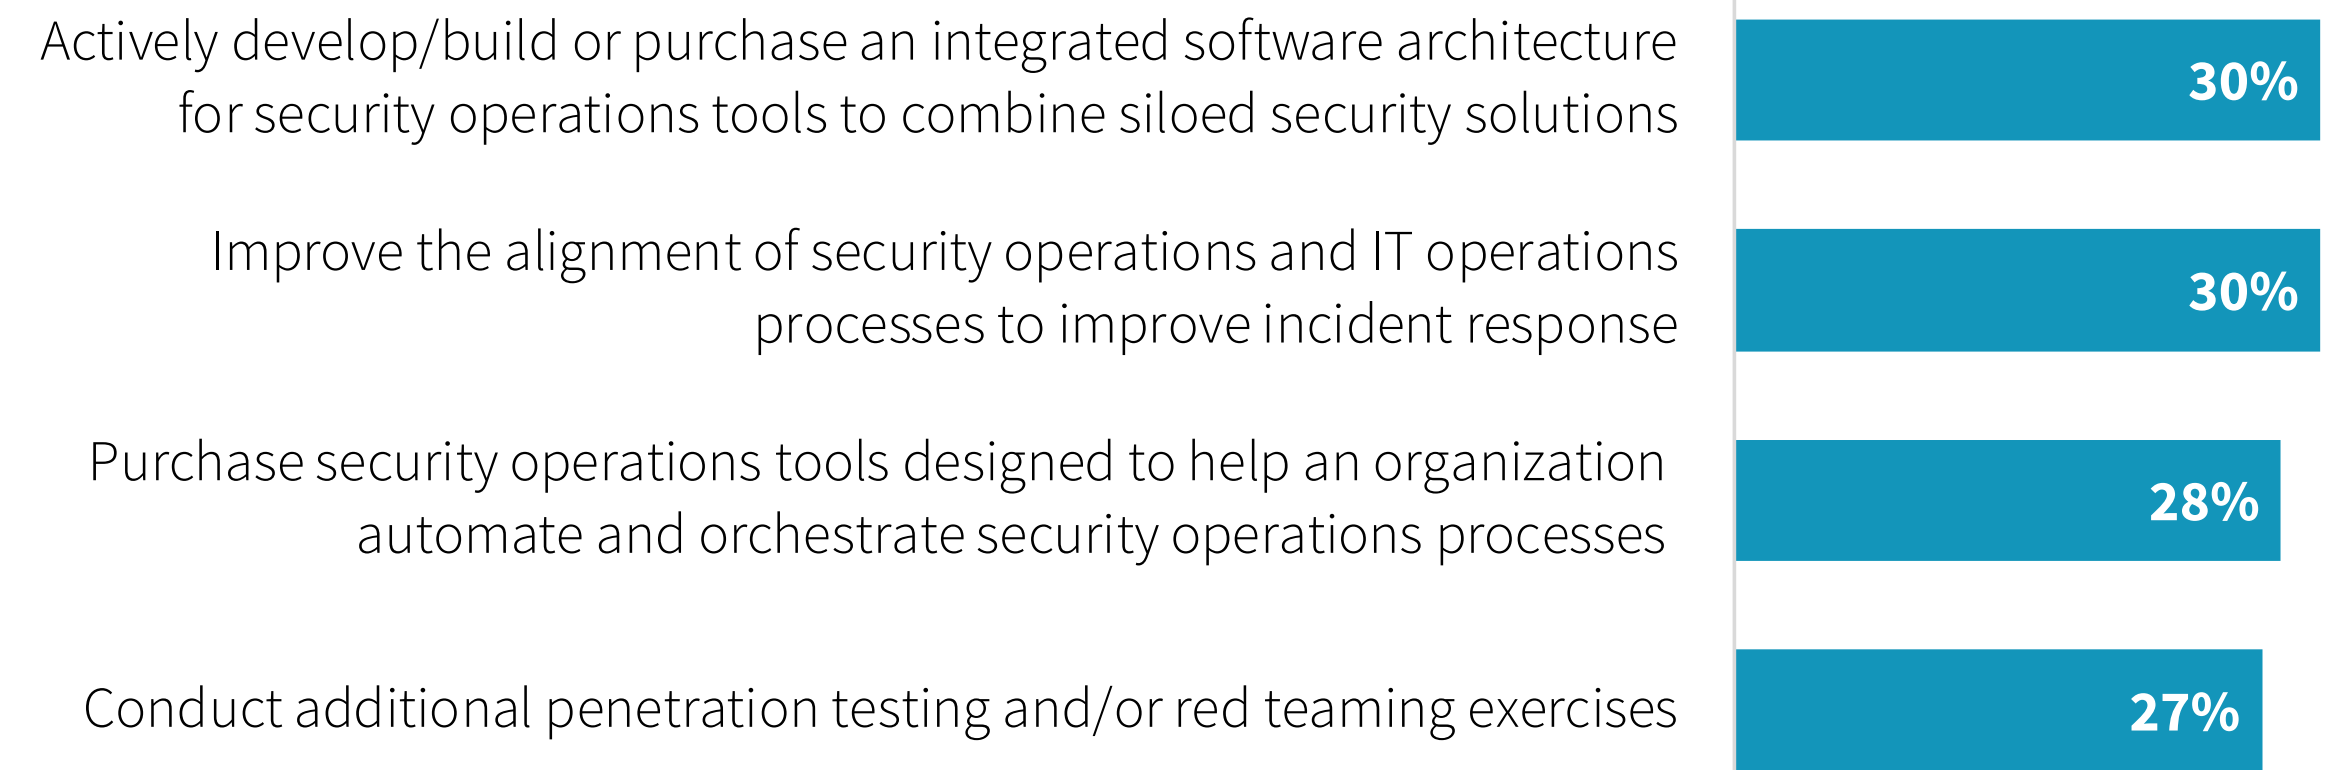 Actively develop/build or purchase an integrated software architecture
for security operations tools to combine siloed security solutions
30%
Improve the alignment of security operations and IT operations
processes to improve incident response
30%
Purchase security operations tools designed to help an organization
automate and orchestrate security operations processes
28%
Conduct additional penetration testing and/or red teaming exercises
27%